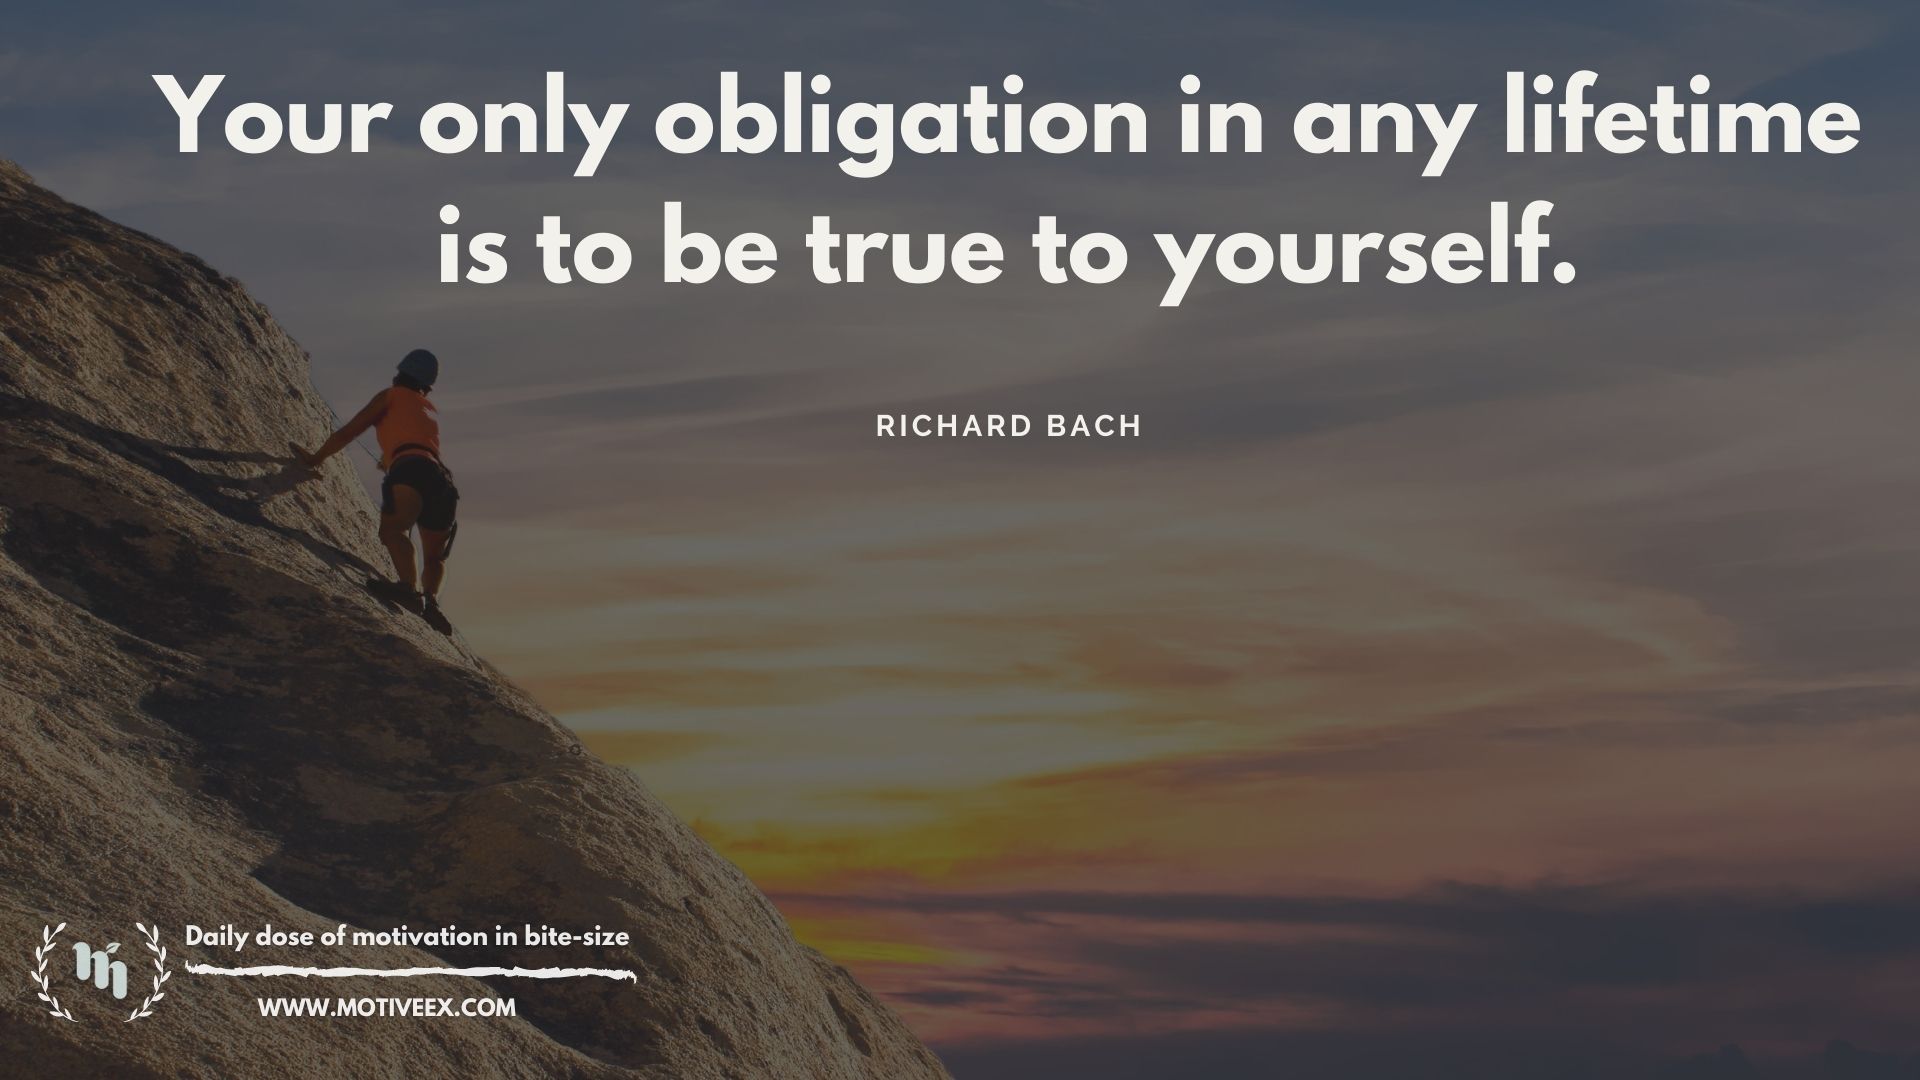 Your only obligation in any lifetime
is to be true to yourself.
RICHARD BACH
Daily dose of motivation in bite-size
WWW.MOTIVEEX.COM